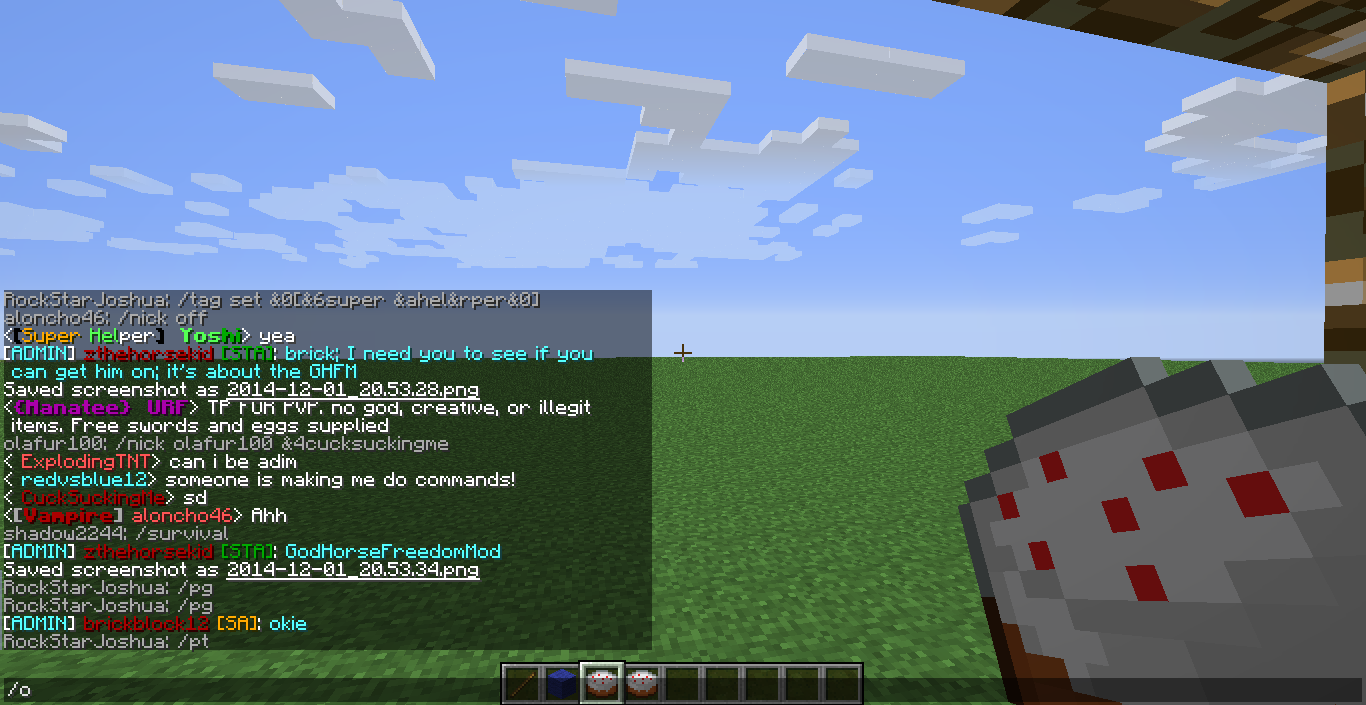 RockStarJoshua: /tag set &0[&6super &ahel&rper&0]
aloncho46: /nick off
<[Super Helper] Yoshi> yea
[ADMIN] zthehorsekid [STA]: brick; I need you to see if you
can get him on; it's about the GHFM
Saved screenshot as 2014-12-01_20.53.28.png
<{Manatee} URF> TP FOR PVP. no god, creative, or illegit
items. Free swords and eggs supplied
olafur100: /nick olafur100 &4cucksuckingme
< ExplodingTNT> can i be adim
< redvsblue12> someone is making me do commands!
< CuckSuckingMe> sd
<[Vampire] aloncho46> Ahh
shadow2244: /survival
[ADMIN] zthehorsekid [STA]: GodHorseFreedomMod
Saved screenshot as 2014-12-01_20.53.34.png
RockStarJoshua: /pg
RockStarJoshua: /pg
[ADMIN] brickblock12 [SA]: okie
RockStarJoshua: /pt
/o